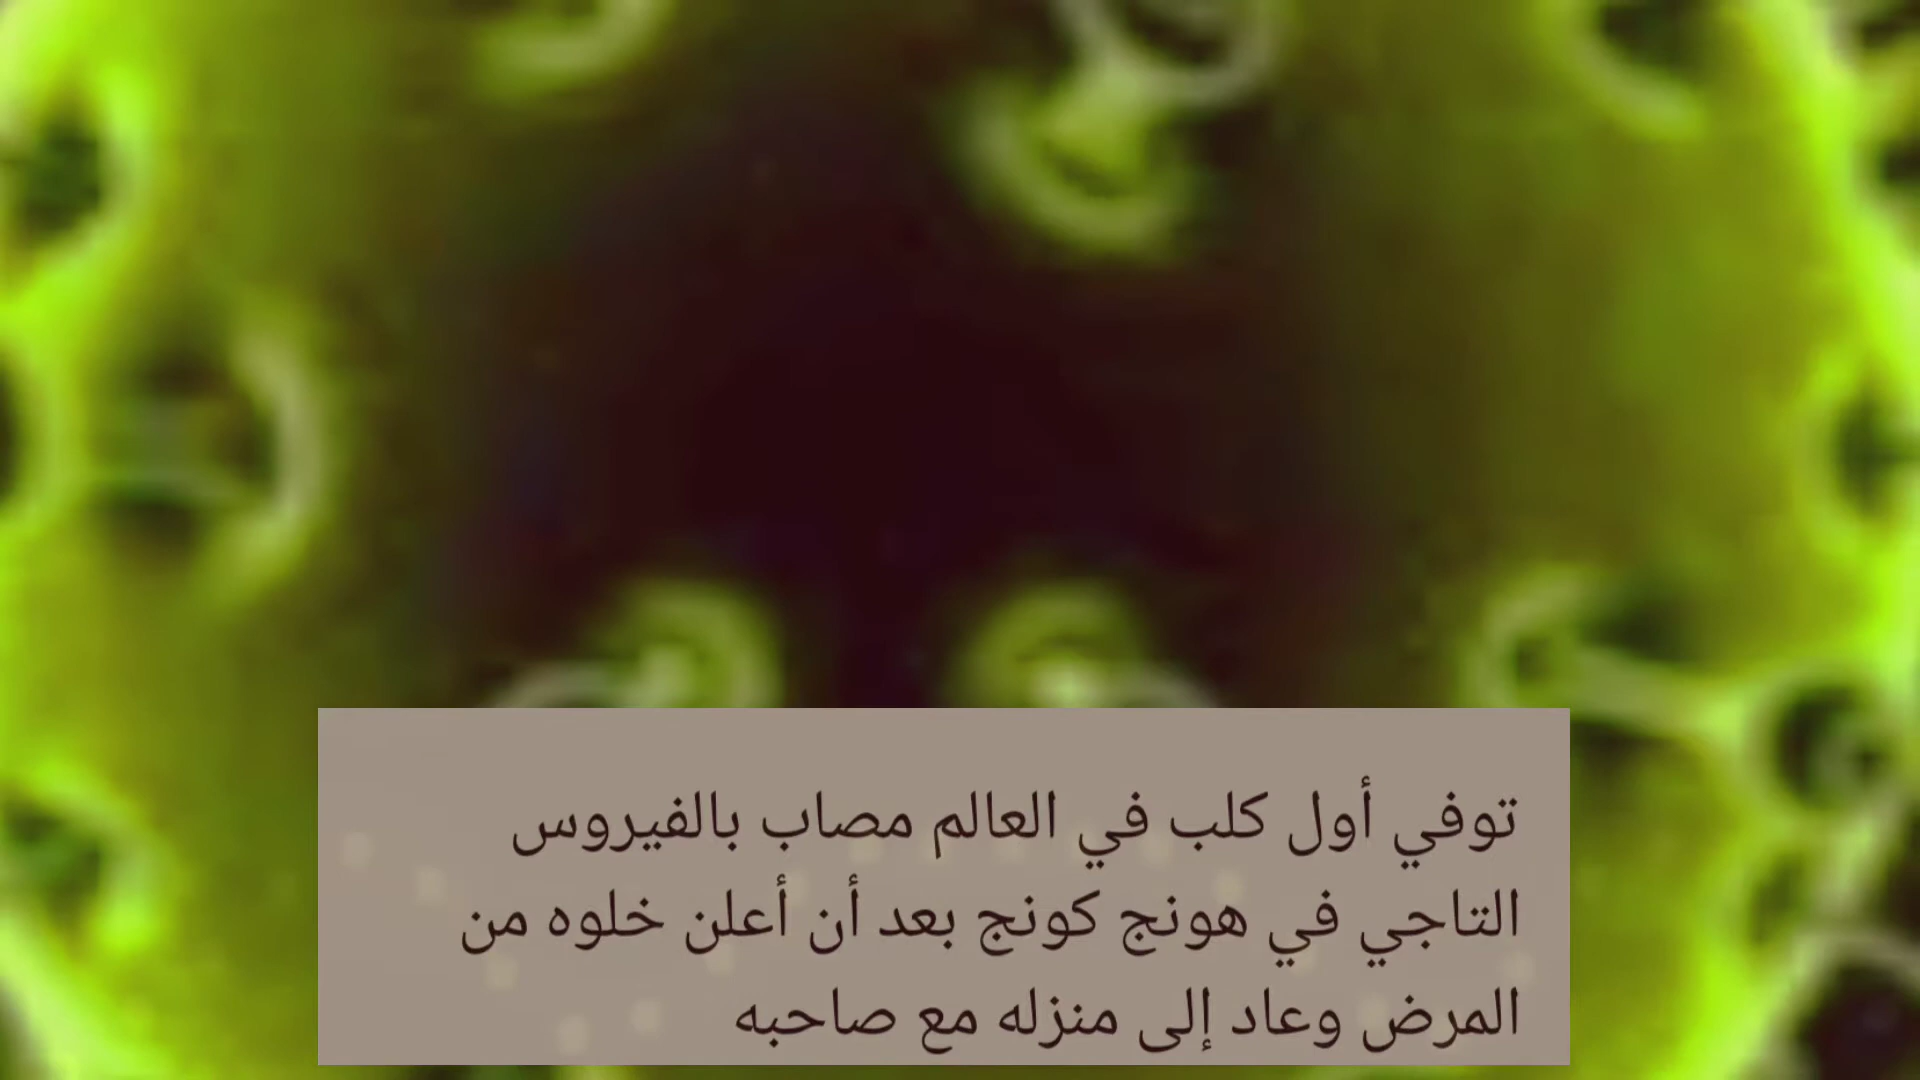 توفي أول كلب في العالم مصاب بالفيروس
التاجي في هونج كونج بعد أن أعلن خلوه من
المرض وعاد إلى منزله مع صاحبه